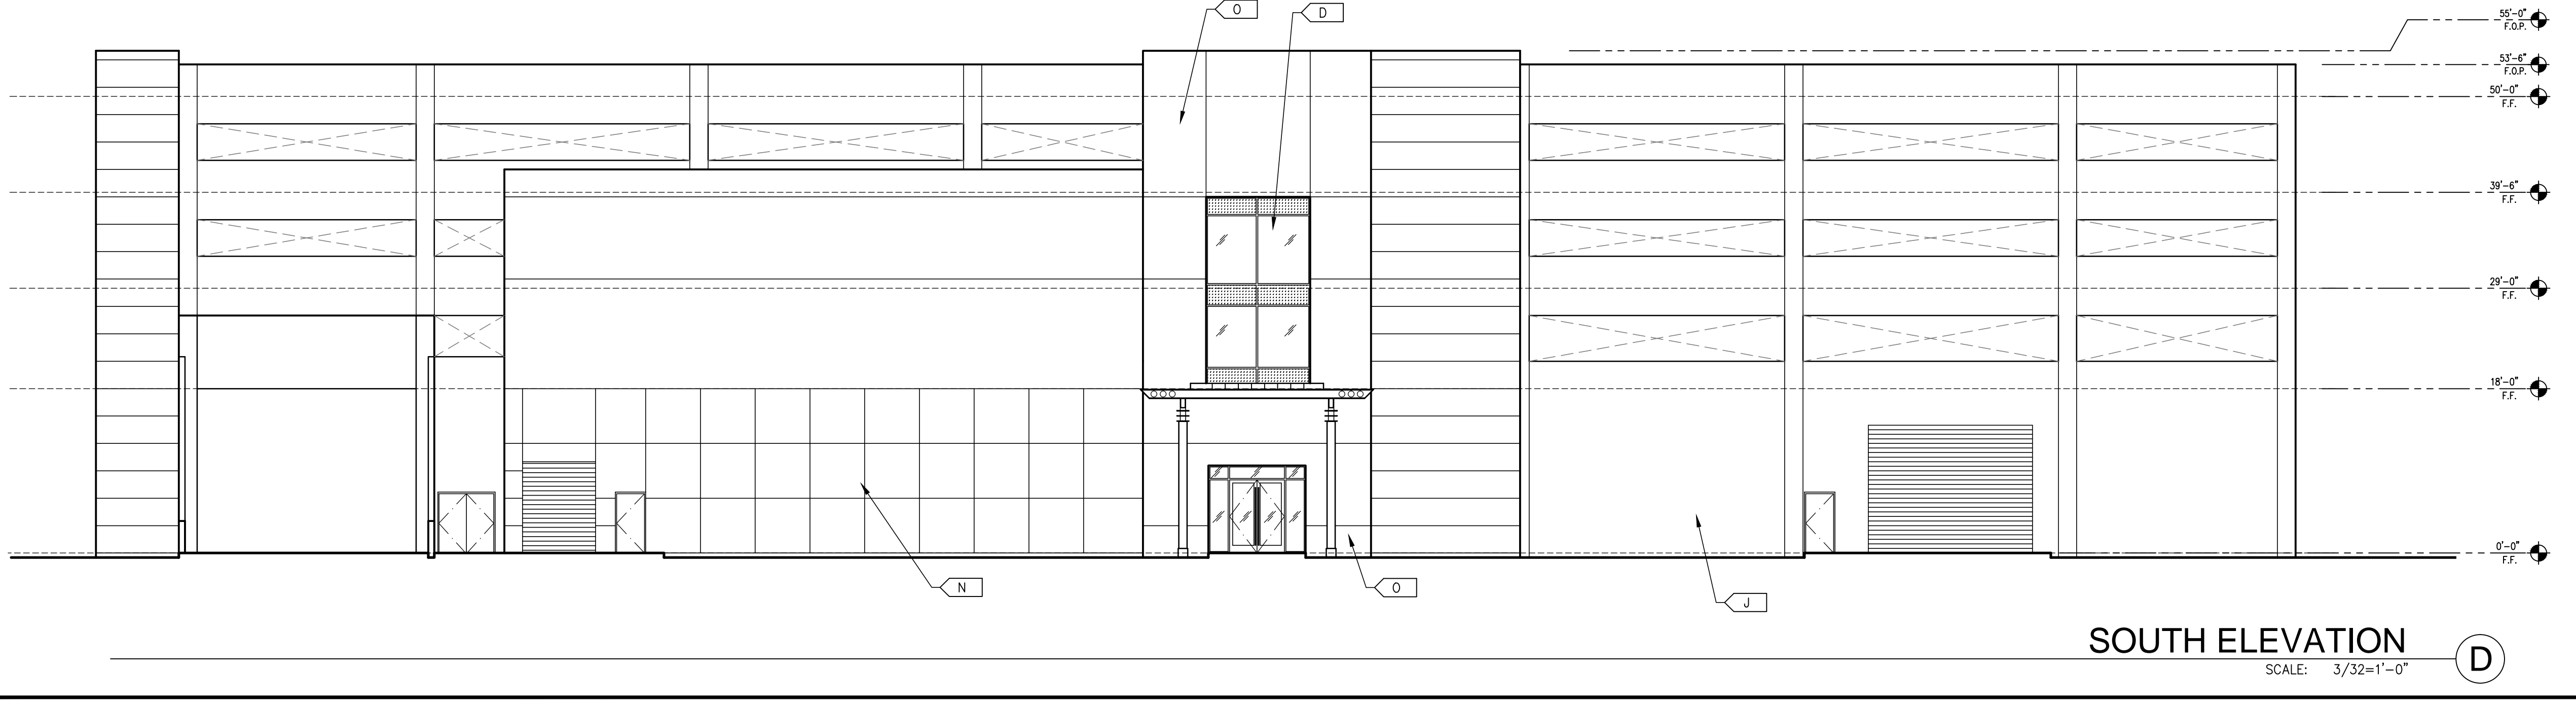 O
D
55'-0"
F.O.P.
53'-6"
F.O.P.
50'-0"
F.F.
39'-6"
F.F.
29'-0"
F.F.
18'-0"
F.F.
0'-0"
F.F.
N
O
J
SOUTH ELEVATION
D
SCALE: 3/32=1'-0"